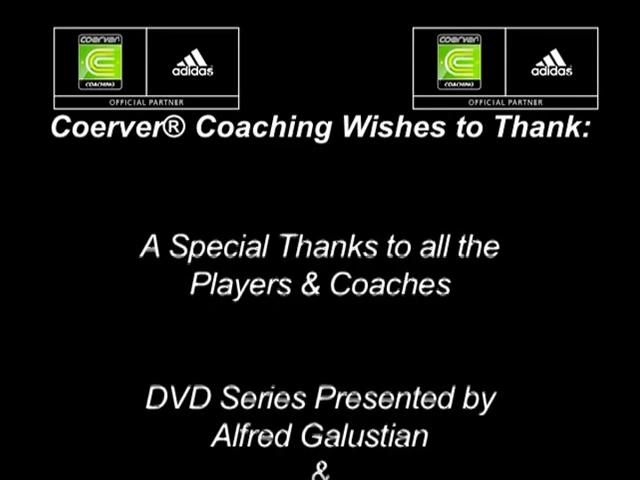 COERVER
COACHING
adidas
OFFICIAL PARTNER
COERVER
COACHING
adidas
OFFICIAL PARTNER
Coerver® Coaching Wishes to Thank:
A Special Thanks to all the
Players & Coaches
DVD Series Presented by
Alfred Galustian
&